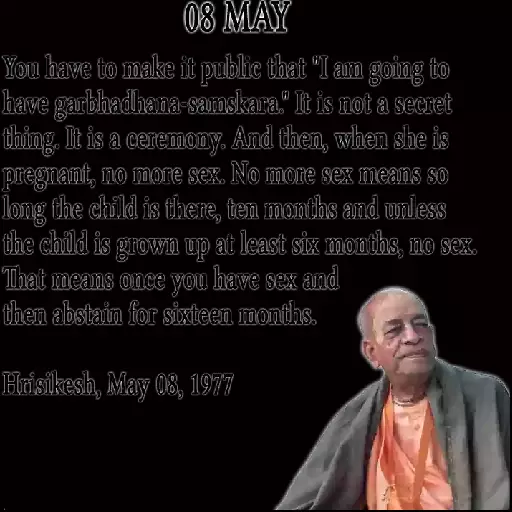 08 MAY
You have to make it public that "I am going to
have garbhadhana-samskara." It is not a secret
thing. It is a ceremony. And then, when she is
pregnant, no more sex. No more sex means so
long the child is there, ten months and unless
the child is grown up at least six months, no sex.
That means once you have sex and
then abstain for sixteen months.
Hrisikesh, May 08, 1977